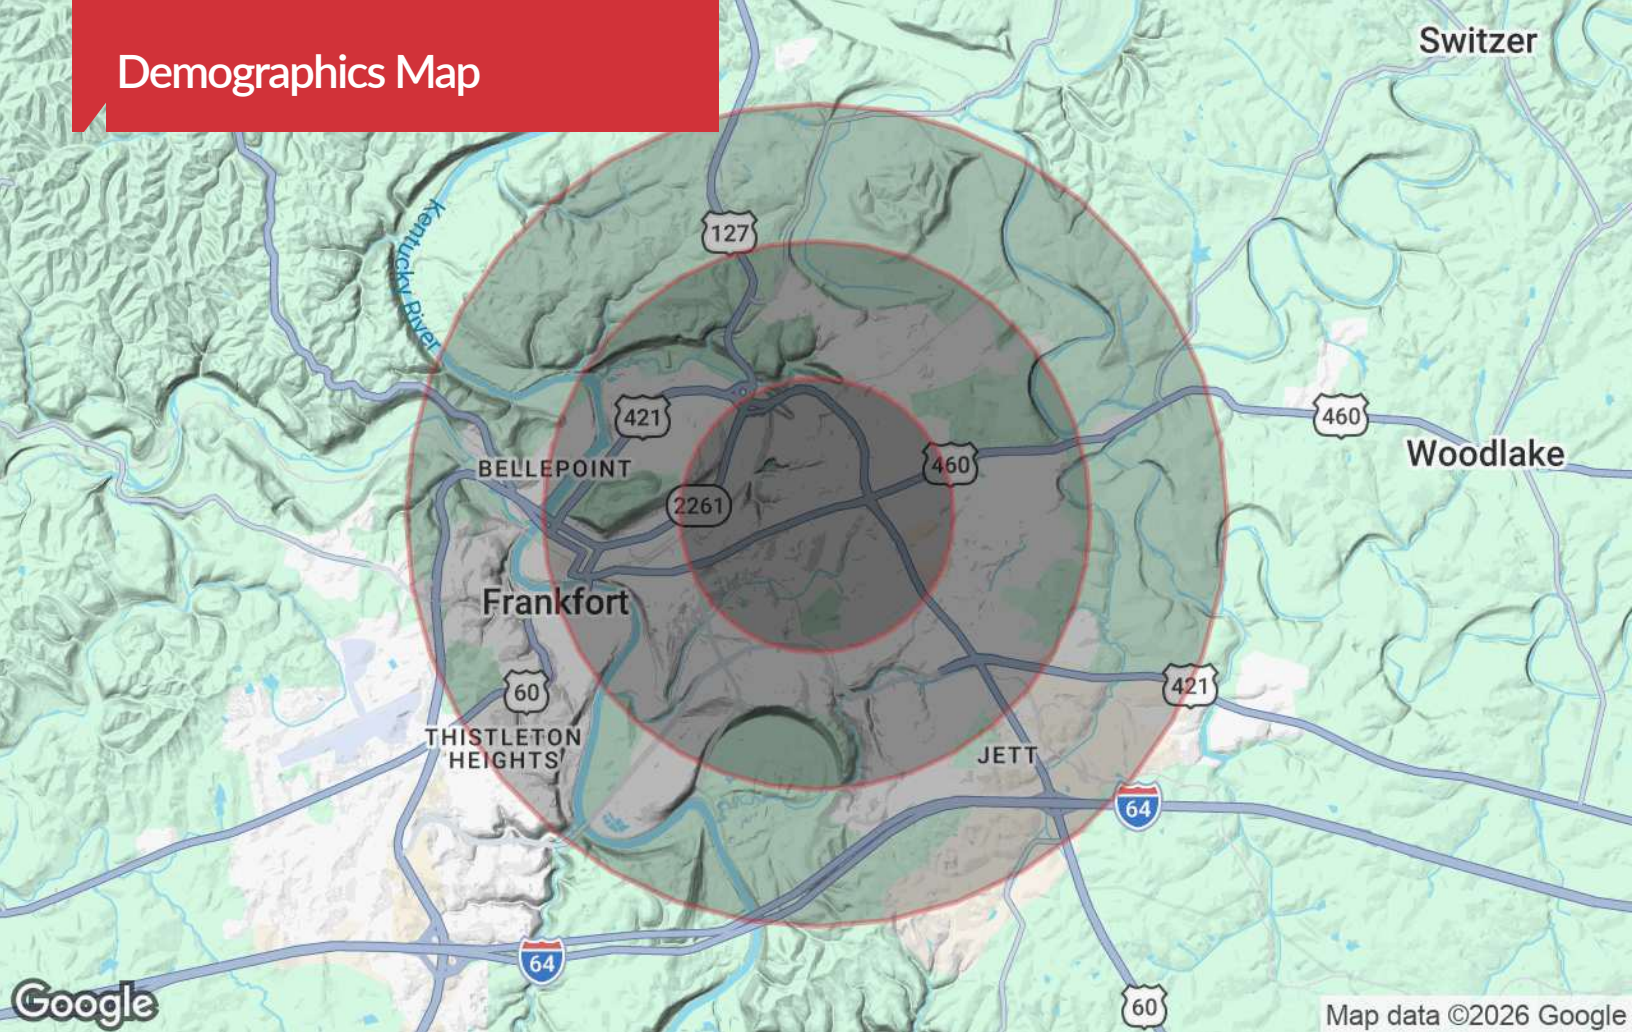 Demographics Map
Switzer
Kentucky River
127
421
460
460
Woodlake
BELLEPOINT
2261
Frankfort
60
421
THISTLETON
HEIGHTS
JETT
64
64
60
Google
Map data ©2026 Google